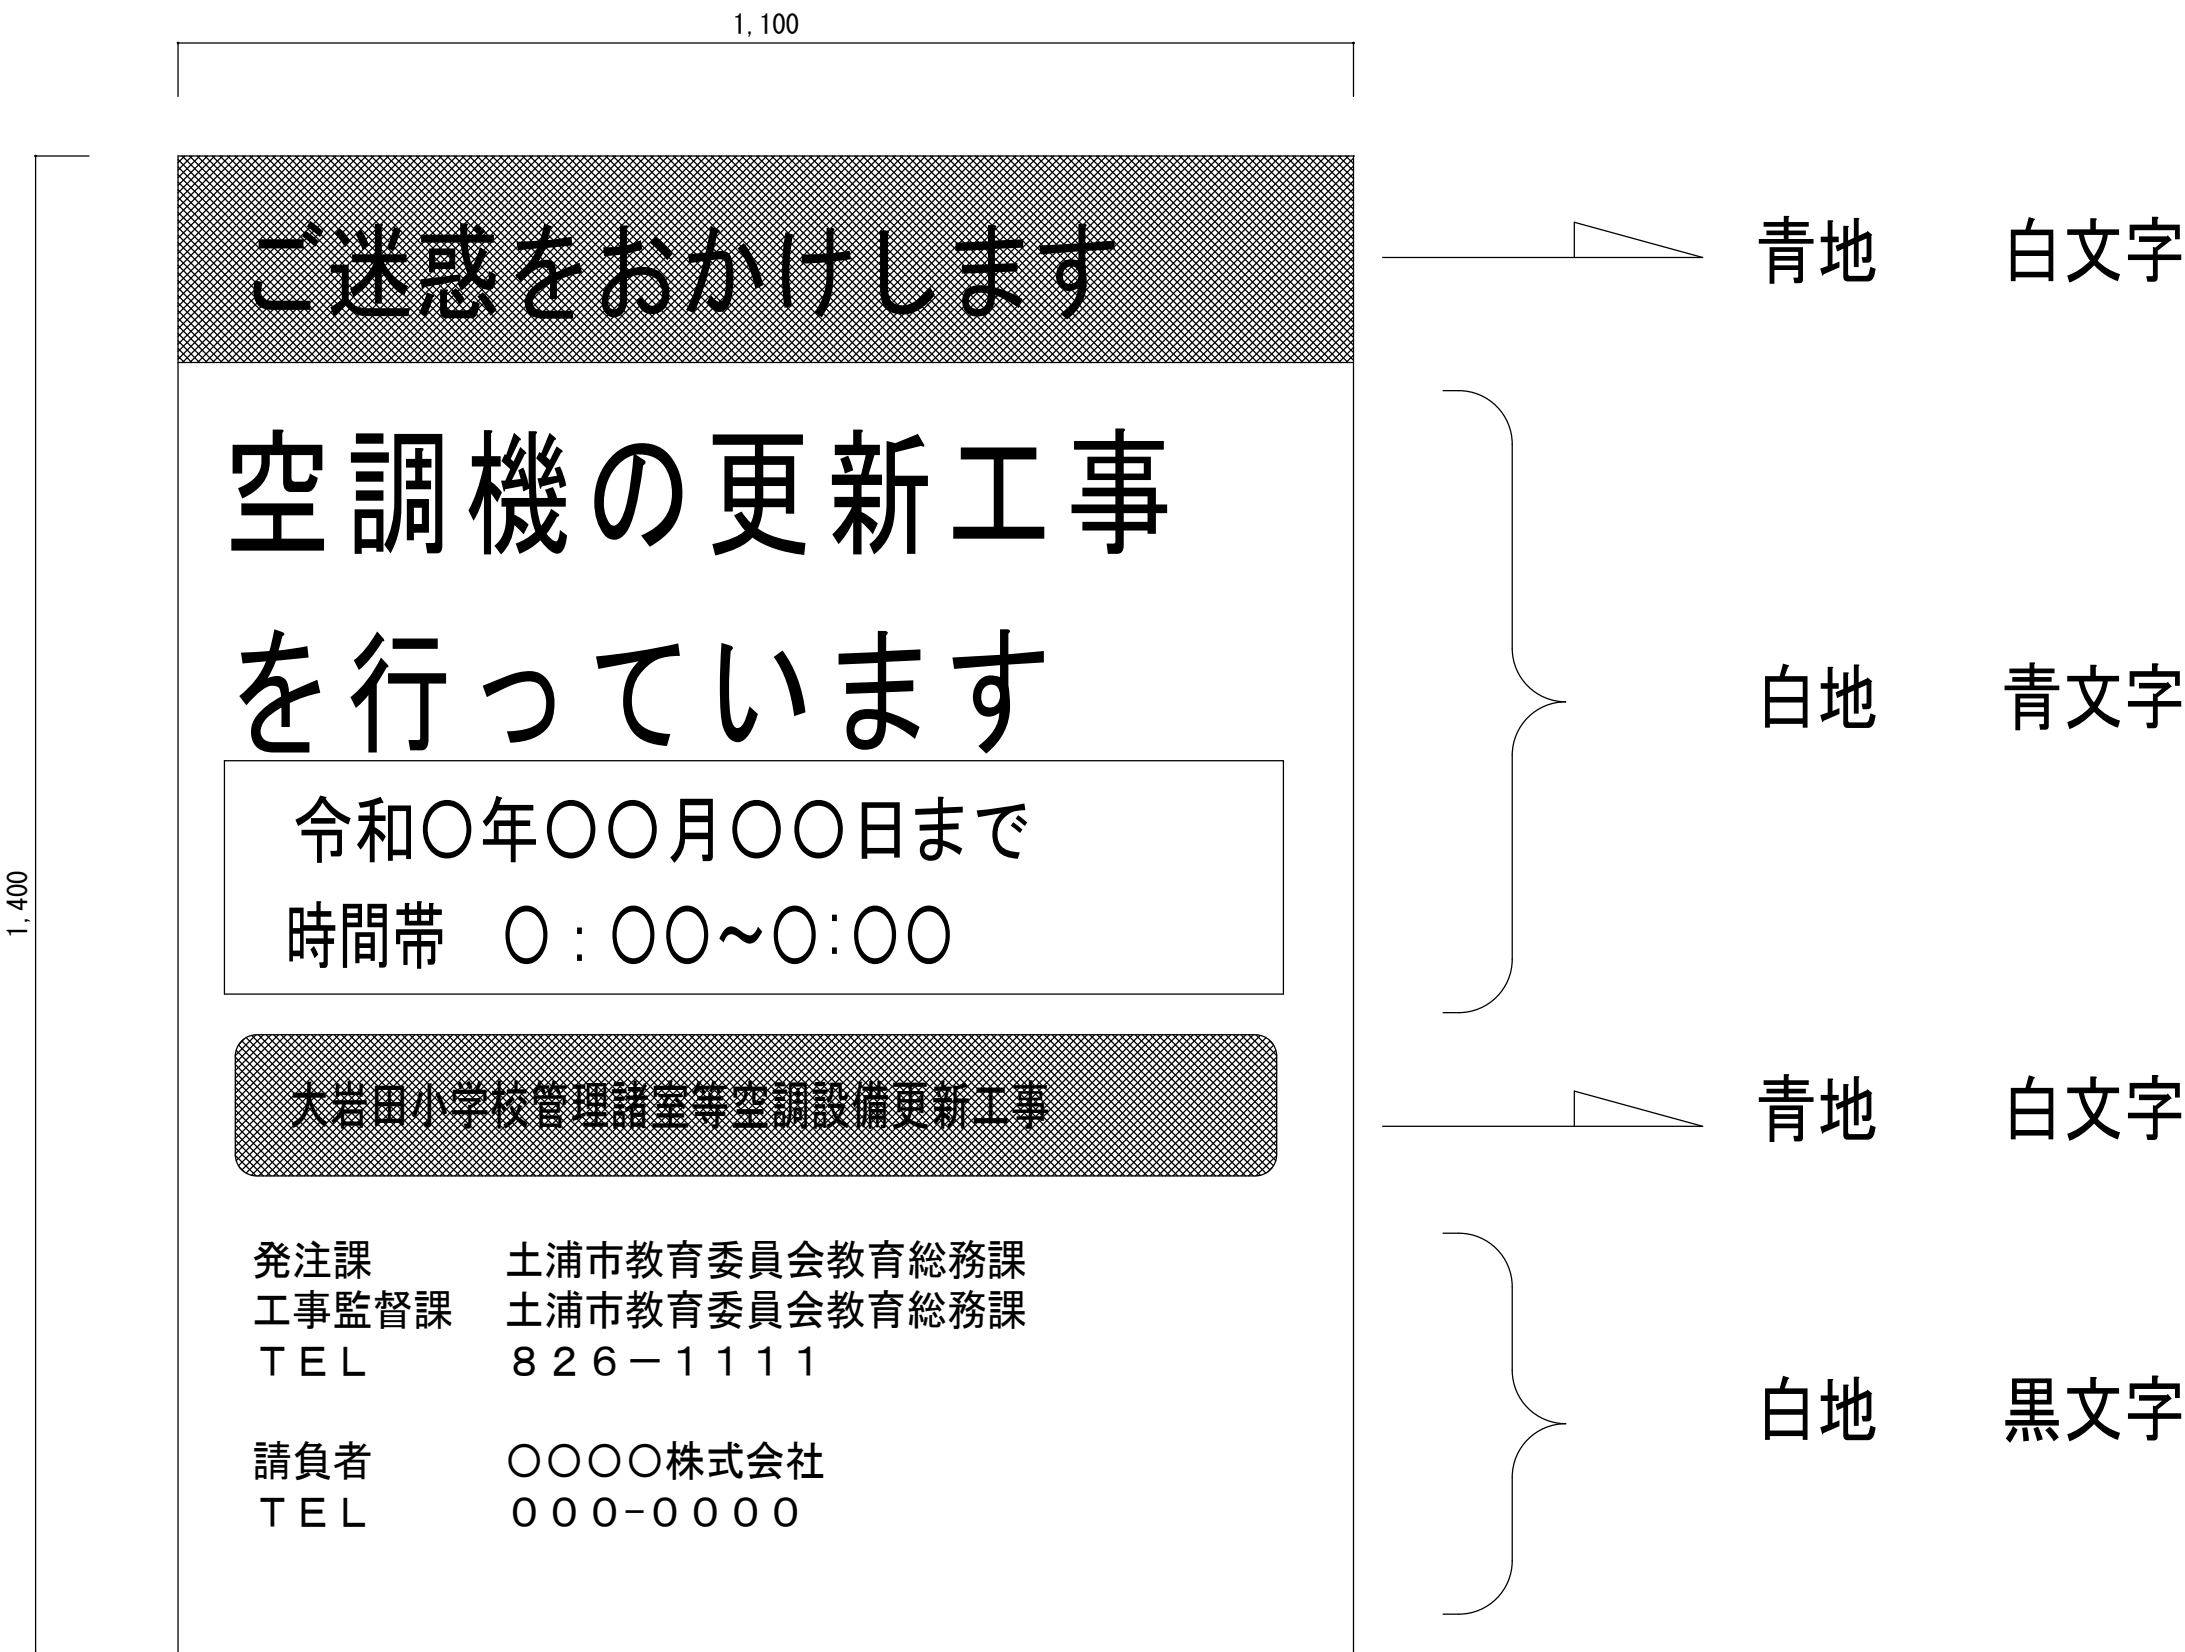 1,100
ご迷惑をおかけします
青地　白文字
空調機の更新工事
を行っています
白地　青文字
1,400
令和〇年〇〇月〇〇日まで
時間帯　〇：〇〇~〇:〇〇
大岩田小学校管理諸室等空調設備更新工事
青地　白文字
発注課　土浦市教育委員会教育総務課
工事監督課　土浦市教育委員会教育総務課
ＴＥＬ　８２６－１１１１
白地　黒文字
請負者　〇〇〇〇株式会社
ＴＥＬ　０００-００００